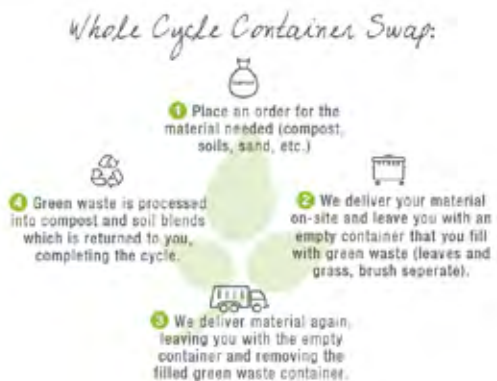 Whole Cycle Container Swap:
1 Place an order for the
material needed (compost,
soils, sand, etc.)
2 We deliver your material
on-site and leave you with an
empty container that you fill
with green waste (leaves and
grass, brush seperate).
3 We deliver material again,
leaving you with the empty
container and removing the
filled green waste container.
4 Green waste is processed
into compost and soil blends
which is returned to you,
completing the cycle.